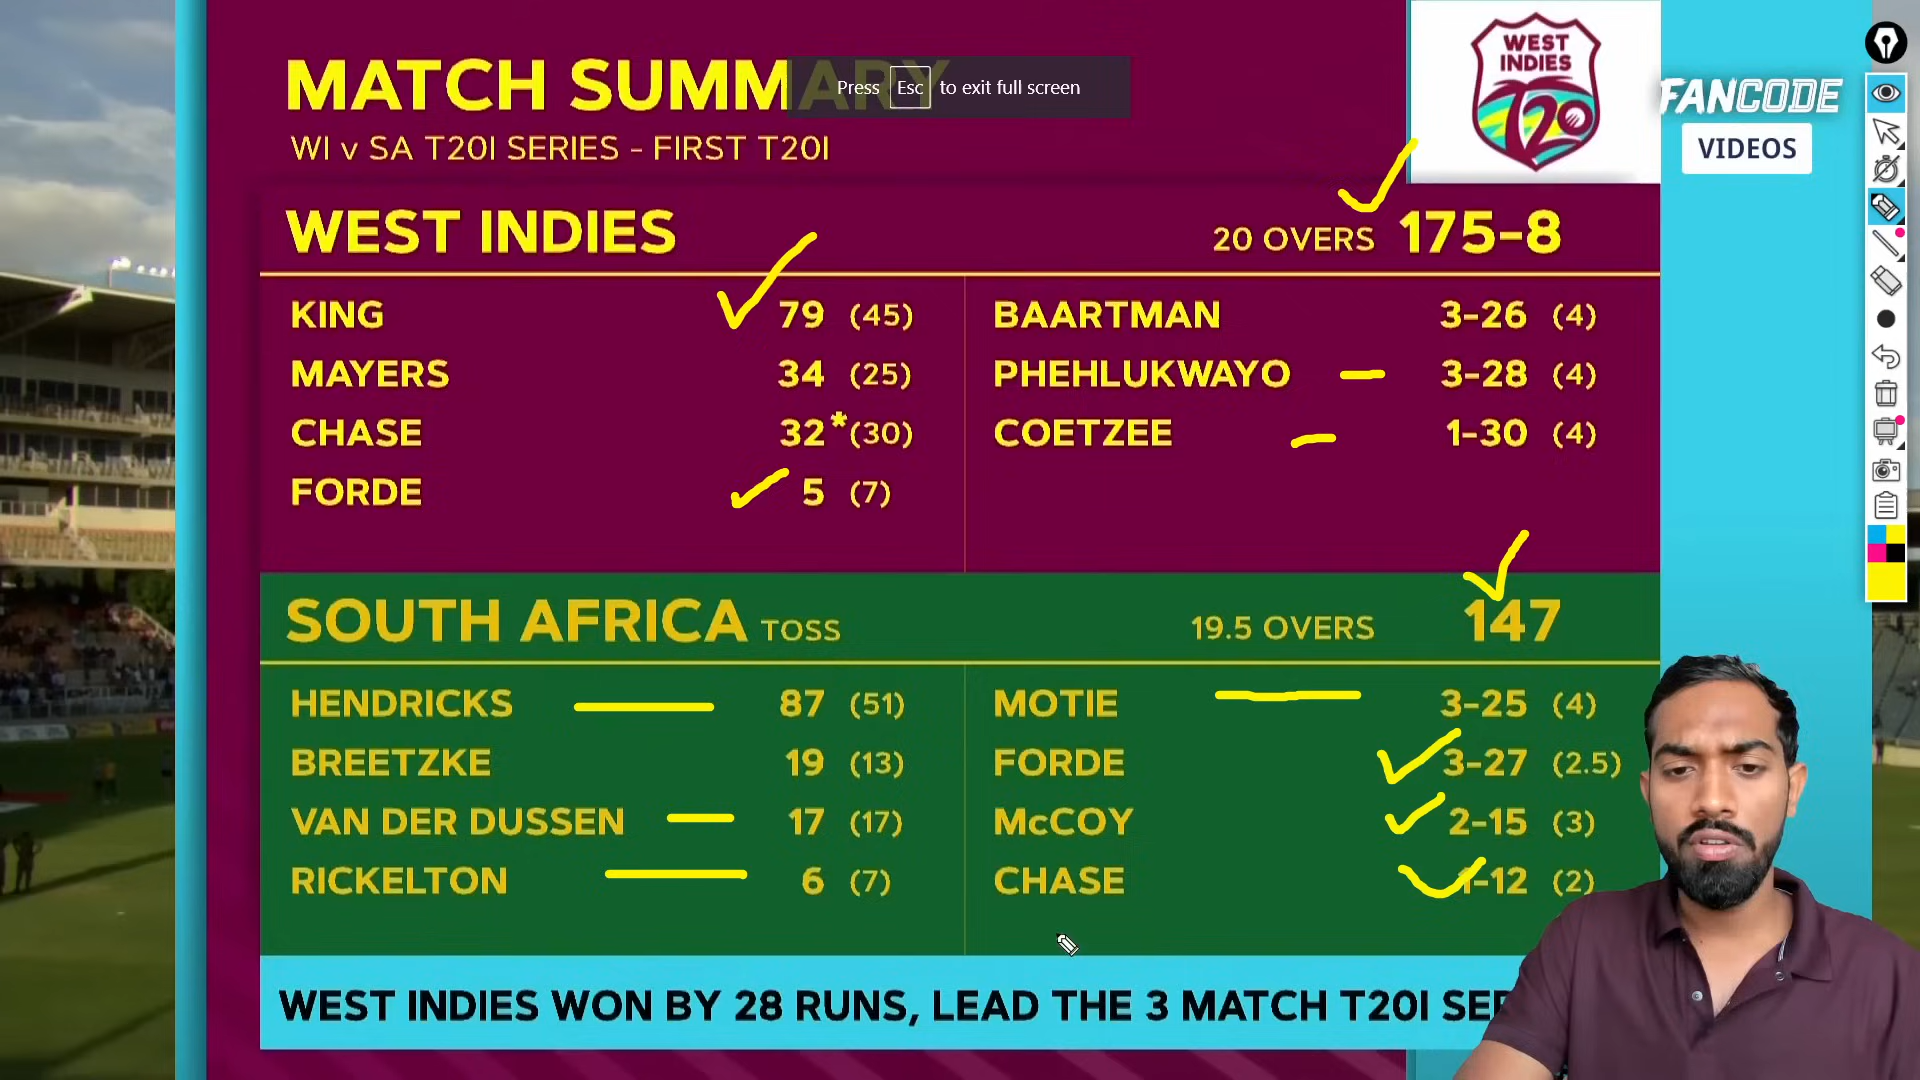 MATCH SUMMARY
Press Esc to exit full screen
WI v SA T20I SERIES - FIRST T20I
WEST INDIES T20
FANCODE
VIDEOS
WEST INDIES 20 OVERS 175-8
KING 79 (45) BAARTMAN 3-26 (4)
MAYERS 34 (25) PHEHLUKWAYO 3-28 (4)
CHASE 32* (30) COETZEE 1-30 (4)
FORDE 5 (7)
SOUTH AFRICA TOSS 19.5 OVERS 147
HENDRICKS 87 (51) MOTIE 3-25 (4)
BREETZKE 19 (13) FORDE 3-27 (2.5)
VAN DER DUSSEN 17 (17) McCOY 2-15 (3)
RICKELTON 6 (7) CHASE 1-12 (2)
WEST INDIES WON BY 28 RUNS, LEAD THE 3 MATCH T20I